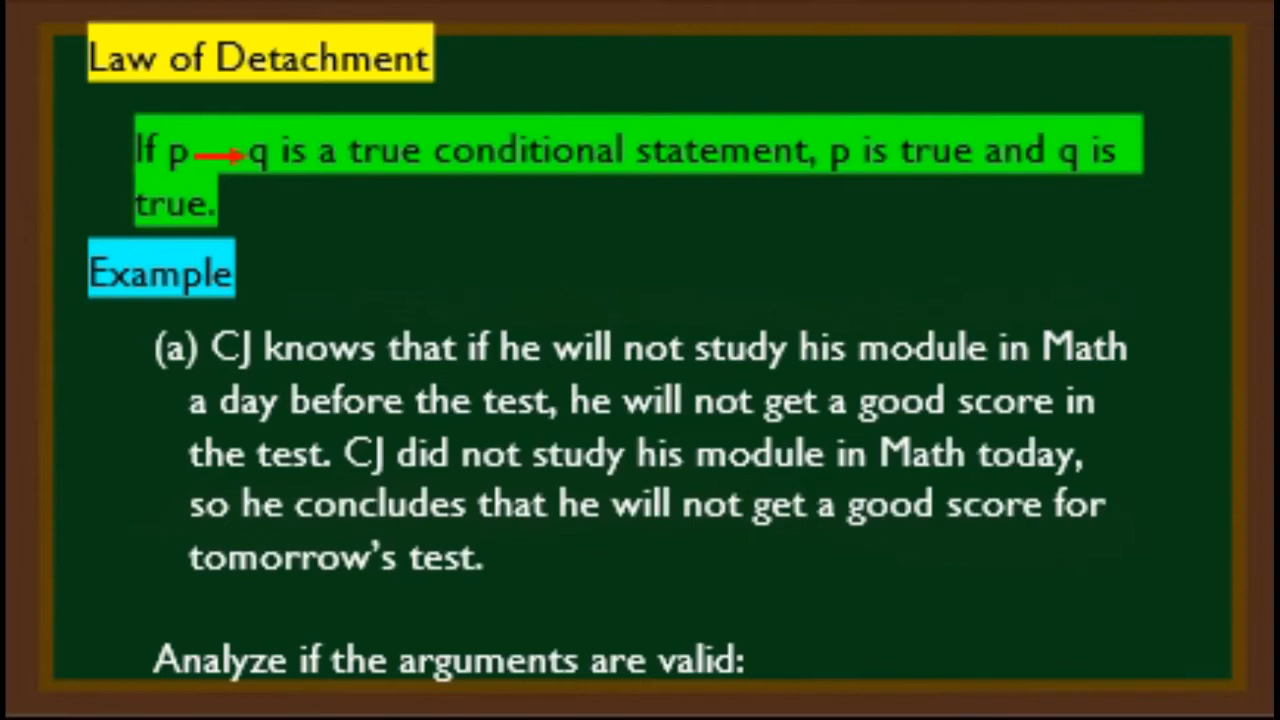 Law of Detachment
If p→q is a true conditional statement, p is true and q is
true.
Example
(a) CJ knows that if he will not study his module in Math
a day before the test, he will not get a good score in
the test. CJ did not study his module in Math today,
so he concludes that he will not get a good score for
tomorrow’s test.
Analyze if the arguments are valid: